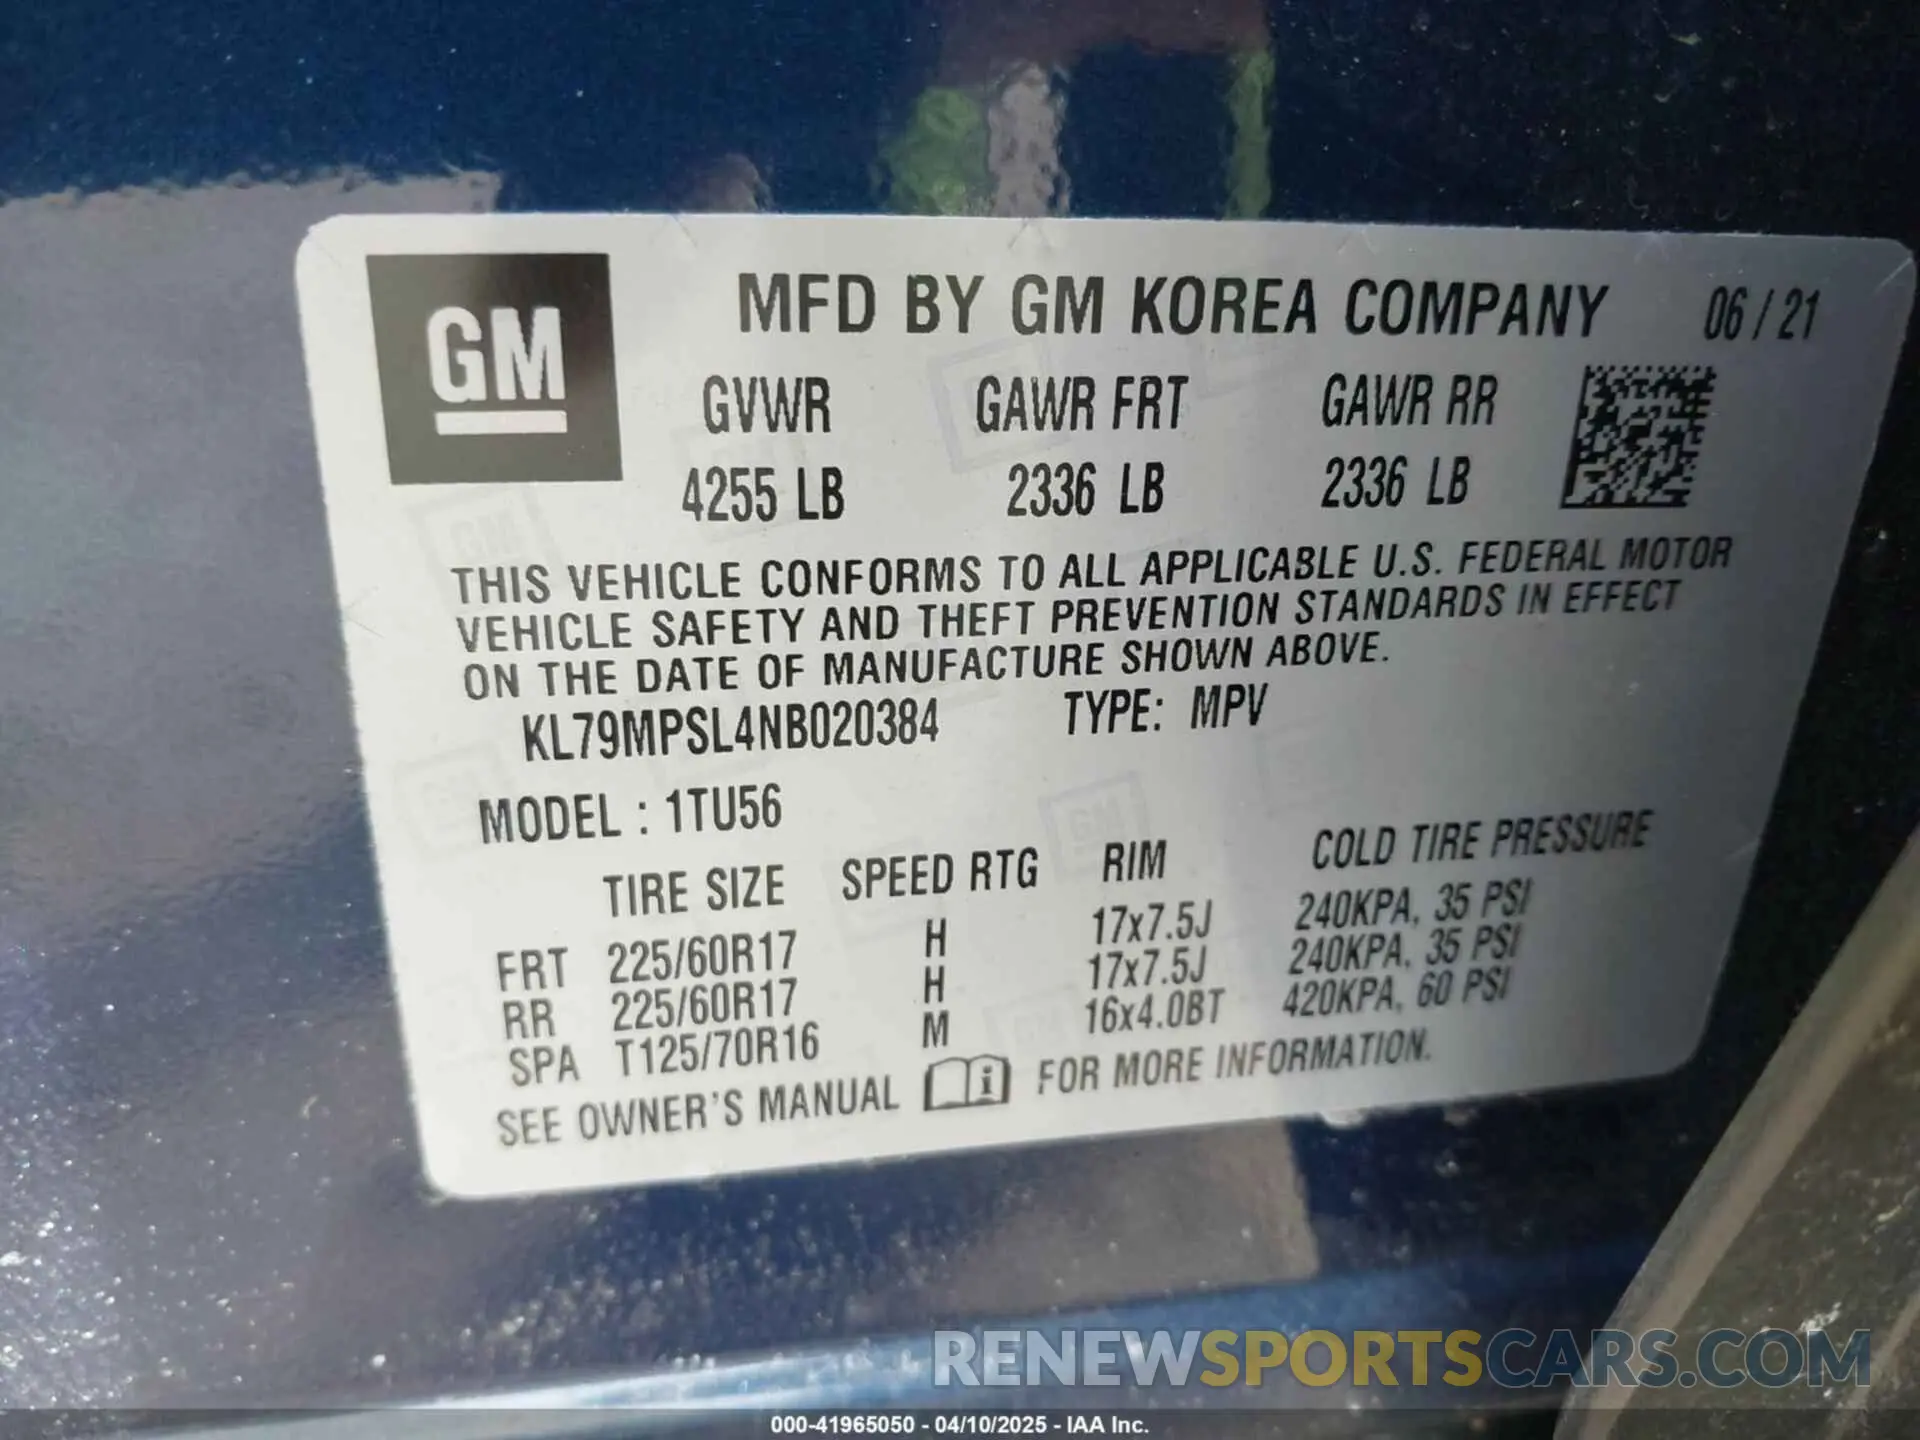 GM
MFD BY GM KOREA COMPANY 06 / 21
GVWR GAWR FRT GAWR RR
4255 LB 2336 LB 2336 LB
THIS VEHICLE CONFORMS TO ALL APPLICABLE U.S. FEDERAL MOTOR
VEHICLE SAFETY AND THEFT PREVENTION STANDARDS IN EFFECT
ON THE DATE OF MANUFACTURE SHOWN ABOVE.
KL79MPSL4NB020384 TYPE: MPV
MODEL : 1TU56
TIRE SIZE SPEED RTG RIM COLD TIRE PRESSURE
FRT 225/60R17 H 17x7.5J 240KPA, 35 PSI
RR 225/60R17 H 17x7.5J 240KPA, 35 PSI
SPA T125/70R16 M 16x4.0BT 420KPA, 60 PSI
SEE OWNER'S MANUAL i FOR MORE INFORMATION.
RENEWSPORTSCARS.COM
000-41965050 - 04/10/2025 - IAA Inc.